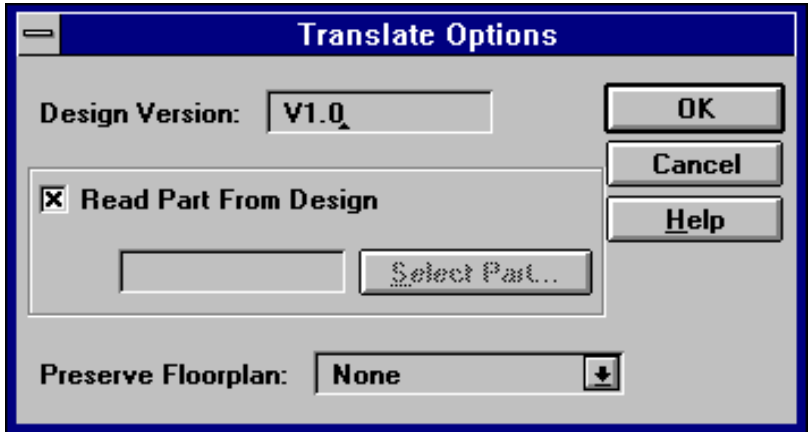 Translate Options
Design Version: V1.0
OK
Cancel
Read Part From Design
Help
Select Part...
Preserve Floorplan: None